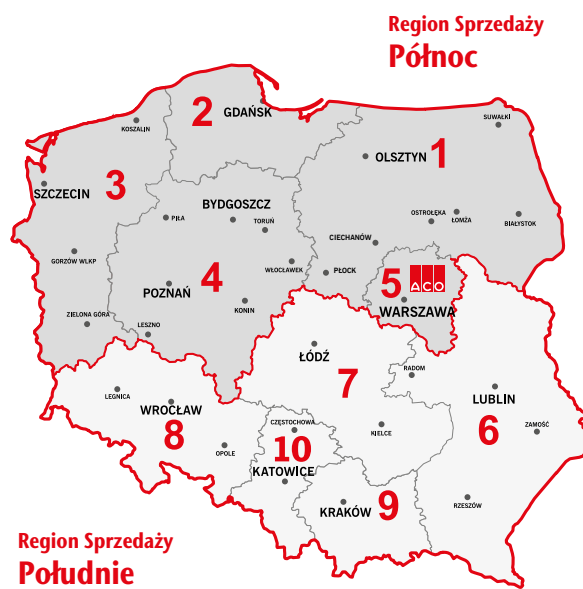 Region Sprzedaży
Północ
2
GDAŃSK
KOSZALIN
SUWAŁKI
OLSZTYN
1
SZCZECIN
3
PIŁA
BYDGOSZCZ
TORUŃ
OSTROŁĘKA
ŁOMŻA
BIAŁYSTOK
CIECHANÓW
GORZÓW WLKP
4
WŁOCŁAWEK
PŁOCK
5
ACO
POZNAŃ
KONIN
WARSZAWA
ZIELONA GÓRA
LESZNO
ŁÓDŹ
7
RADOM
LEGNICA
WROCŁAW
LUBLIN
8
CZĘSTOCHOWA
KIELCE
6
ZAMOŚĆ
OPOLE
10
KATOWICE
KRAKÓW
9
RZESZÓW
Region Sprzedaży
Południe